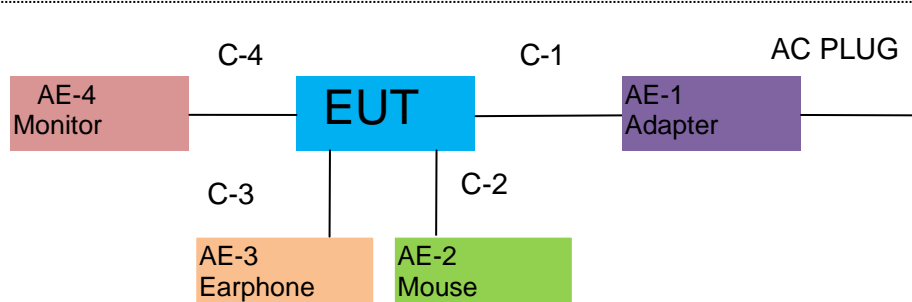 C-4
C-1
AC PLUG
AE-4
Monitor
EUT
AE-1
Adapter
C-3
C-2
AE-3
Earphone
AE-2
Mouse